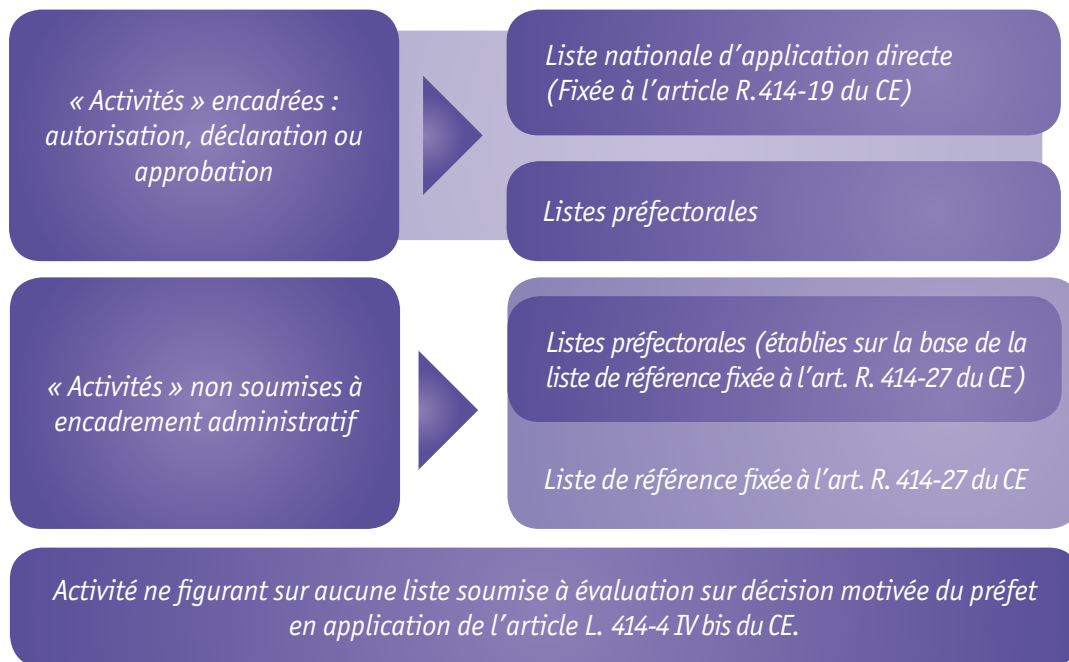 « Activités » encadrées :
autorisation, déclaration ou
approbation
Liste nationale d’application directe
(Fixée à l’article R.414-19 du CE)
Listes préfectorales
« Activités » non soumises à
encadrement administratif
Listes préfectorales (établies sur la base de la
liste de référence fixée à l’art. R. 414-27 du CE)
Liste de référence fixée à l’art. R. 414-27 du CE
Activité ne figurant sur aucune liste soumise à évaluation sur décision motivée du préfet
en application de l’article L. 414-4 IV bis du CE.